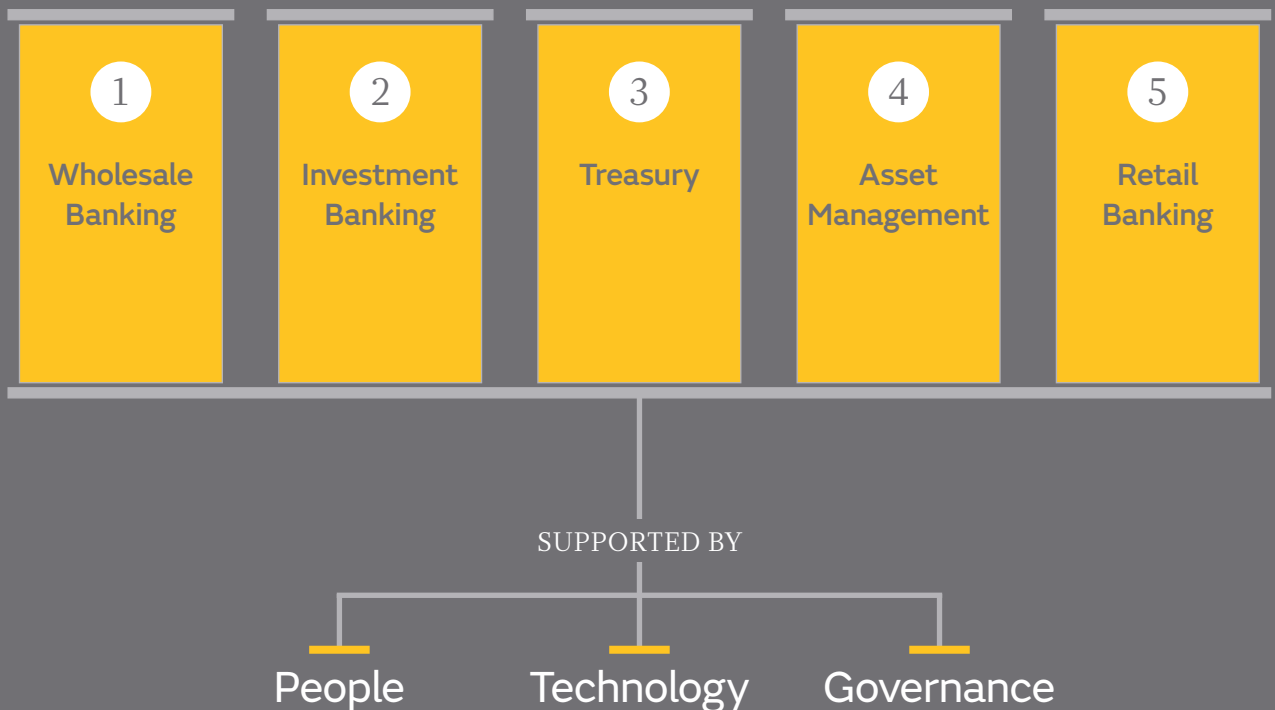 1
Wholesale
Banking
2
Investment
Banking
3
Treasury
4
Asset
Management
5
Retail
Banking
SUPPORTED BY
People
Technology
Governance